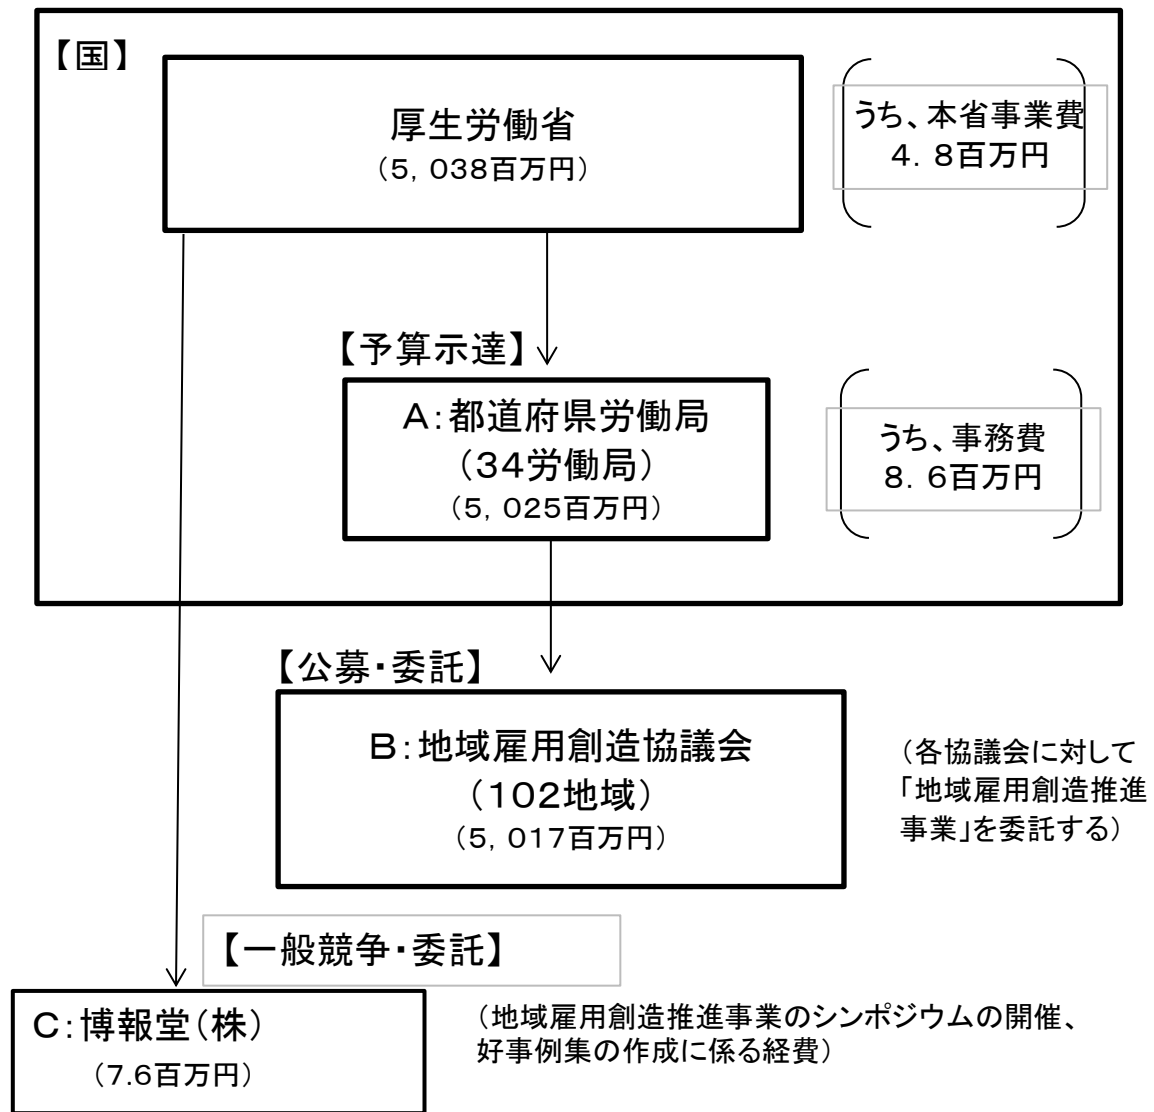 【国】
厚生労働省
（5，038百万円）
うち、本省事業費
4．8百万円
【予算示達】
A：都道府県労働局
（34労働局）
（5，025百万円）
うち、事務費
8．6百万円
【公募・委託】
B：地域雇用創造協議会
（102地域）
（5，017百万円）
（各協議会に対して
「地域雇用創造推進
事業」を委託する）
【一般競争・委託】
C：博報堂（株）
（7.6百万円）
（地域雇用創造推進事業のシンポジウムの開催、
好事例集の作成に係る経費）